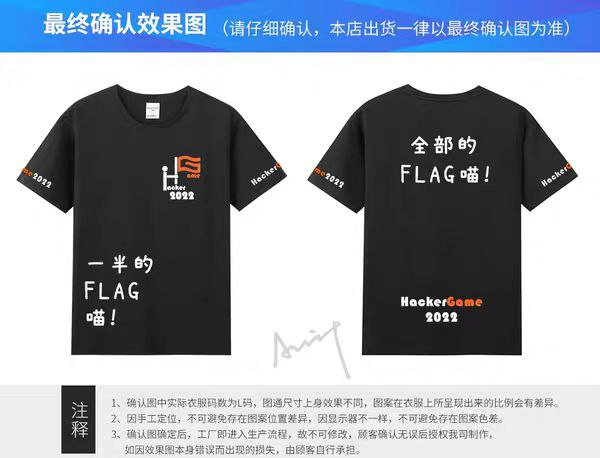 最终确认效果图（请仔细确认，本店出货一律以最终确认图为准）
Game
Hacker
2022
Game2022
HackerGame
一半的
FLAG
喵!
全部的
FLAG喵!
Game2022
HackerGame
HackerGame
2022
注释
1、确认图中实际衣服码数为L码，图通尺寸上身效果不同，图案在衣服上所呈现出来的比例会有差异。
2、因手工定位，不可避免存在图案位置差异，因显示器不一样，不可避免存在图案色差。
3、确认图确定后，工厂即进入生产流程，故不可修改，顾客确认无误后授权我司制作，
如因效果图本身错误而出现的损失，由顾客自行承担。